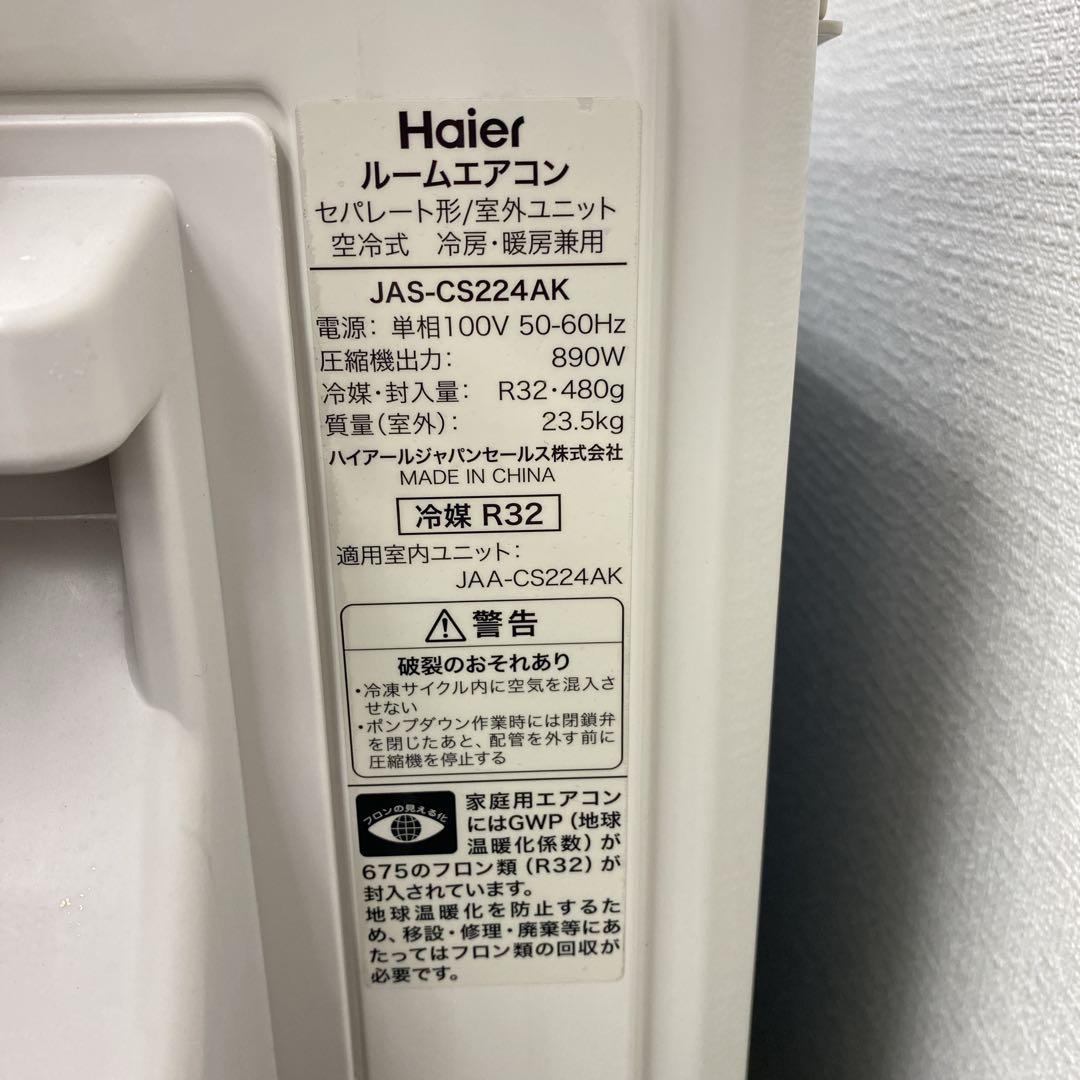 Haier
ルームエアコン
セパレート形/室外ユニット
空冷式 冷房・暖房兼用
JAS-CS224AK
電源: 単相100V 50-60Hz
圧縮機出力: 890W
冷媒・封入量: R32・480g
質量(室外): 23.5kg
ハイアールジャパンセールス株式会社
MADE IN CHINA
冷媒 R32
適用室内ユニット:
JAA-CS224AK
警告
破裂のおそれあり
・冷凍サイクル内に空気を混入さ
せない
・ポンプダウン作業時には閉鎖弁
を閉じたあと、配管を外す前に
圧縮機を停止する
フロンの見える化
家庭用エアコン
にはGWP(地球
温暖化係数)が
675のフロン類(R32)が
封入されています。
地球温暖化を防止するた
め、移設・修理・廃棄等にあ
たってはフロン類の回収が
必要です。